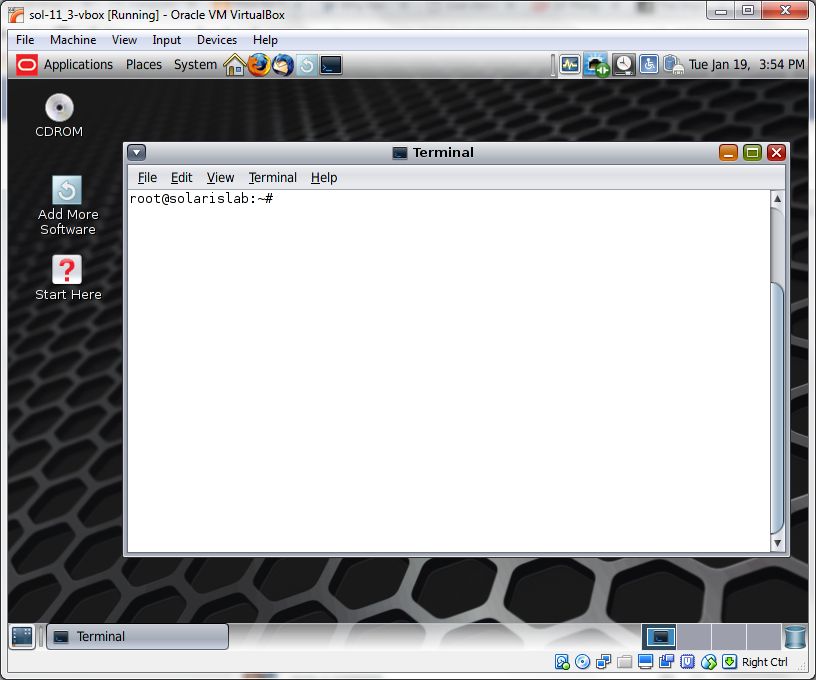 sol-11_3-vbox [Running] - Oracle VM VirtualBox
File Machine View Input Devices Help
Applications Places System Tue Jan 19, 3:54 PM
CDROM
Add More
Software
Start Here
Terminal
File Edit View Terminal Help
root@solarislab:~#
Terminal
Right Ctrl